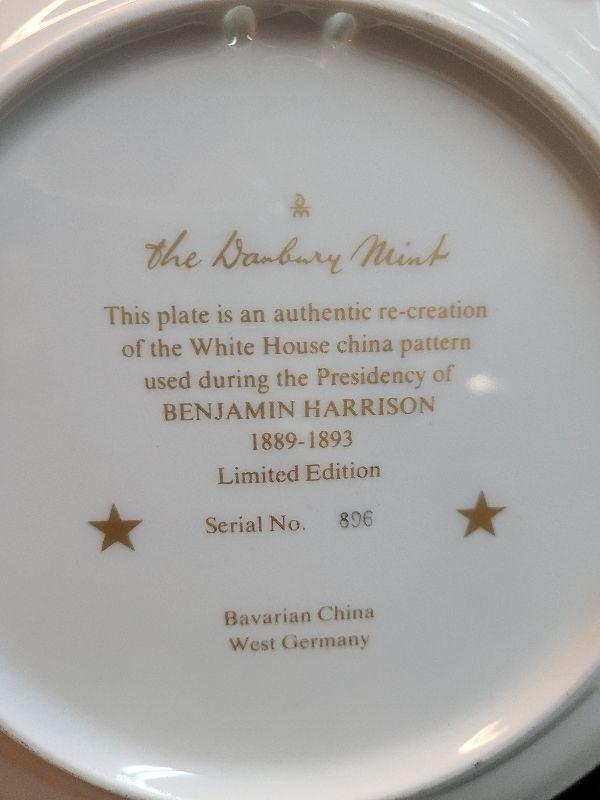 the Danbury Mint
This plate is an authentic re-creation
of the White House china pattern
used during the Presidency of
BENJAMIN HARRISON
1889-1893
Limited Edition
Serial No. 896
Bavarian China
West Germany